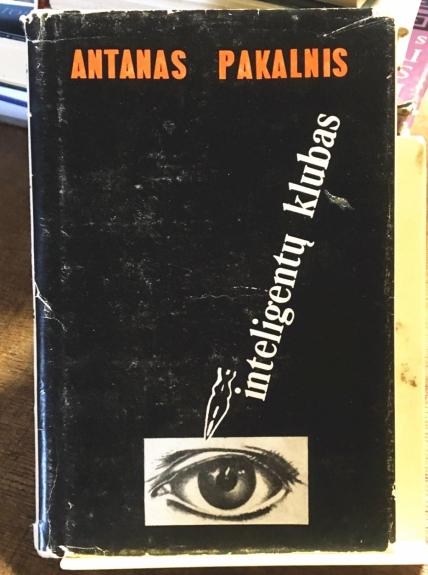 ANTANAS PAKALNIS
inteligentų klubas